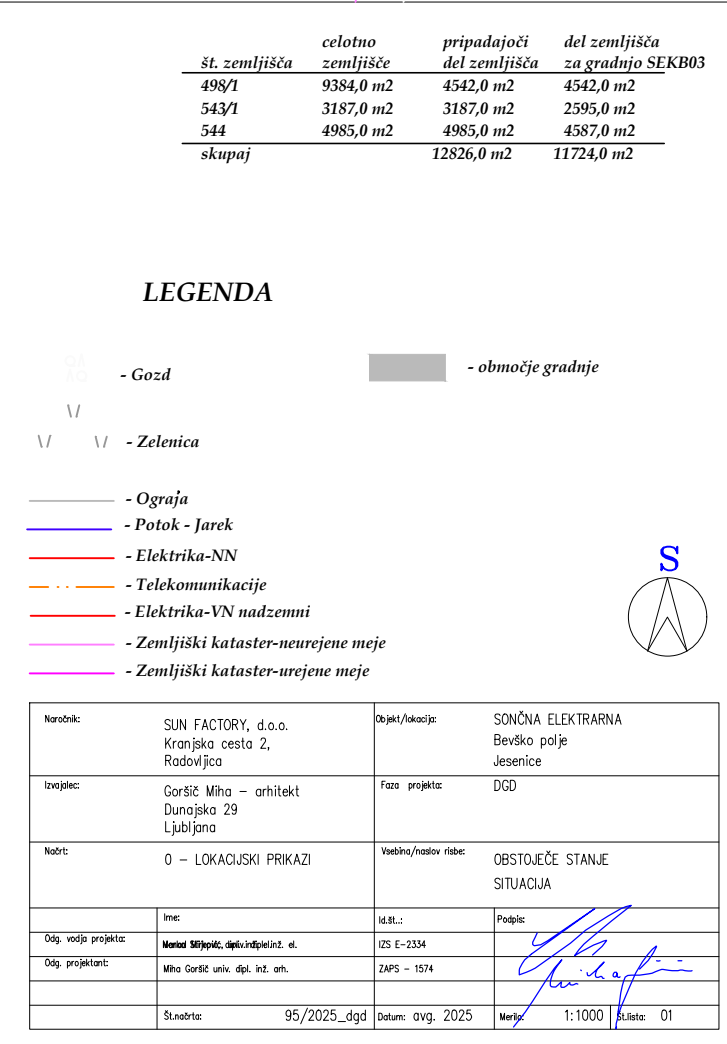 celotno pripadajoči del zemljišča
št. zemljišča zemljišče del zemljišča za gradnjo SEKB03
498/1 9384,0 m2 4542,0 m2 4542,0 m2
543/1 3187,0 m2 3187,0 m2 2595,0 m2
544 4985,0 m2 4985,0 m2 4587,0 m2
skupaj 12826,0 m2 11724,0 m2
LEGENDA
- Gozd
- območje gradnje
- Zelenica
- Ograja
- Potok - Jarek
- Elektrika-NN
- Telekomunikacije
- Elektrika-VN nadzemni
- Zemljiški kataster-neurejene meje
- Zemljiški kataster-urejene meje
S
Naročnik: SUN FACTORY, d.o.o.
Kranjska cesta 2,
Radovljica
Objekt/lokacija: SONČNA ELEKTRARNA
Bevško polje
Jesenice
Izvajalec: Goršič Miha – arhitekt
Dunajska 29
Ljubljana
Faza projekta: DGD
Načrt: 0 – LOKACIJSKI PRIKAZI
Vsebina/naslov risbe: OBSTOJEČE STANJE
SITUACIJA
Ime: Id.št..: Podpis:
Odg. vodja projekta: el. IZS E-2334
Odg. projektant: Miha Goršič univ. dipl. inž. arh. ZAPS - 1574
Št.načrta: 95/2025_dgd Datum: avg. 2025 Merilo: 1:1000 Št.lista: 01